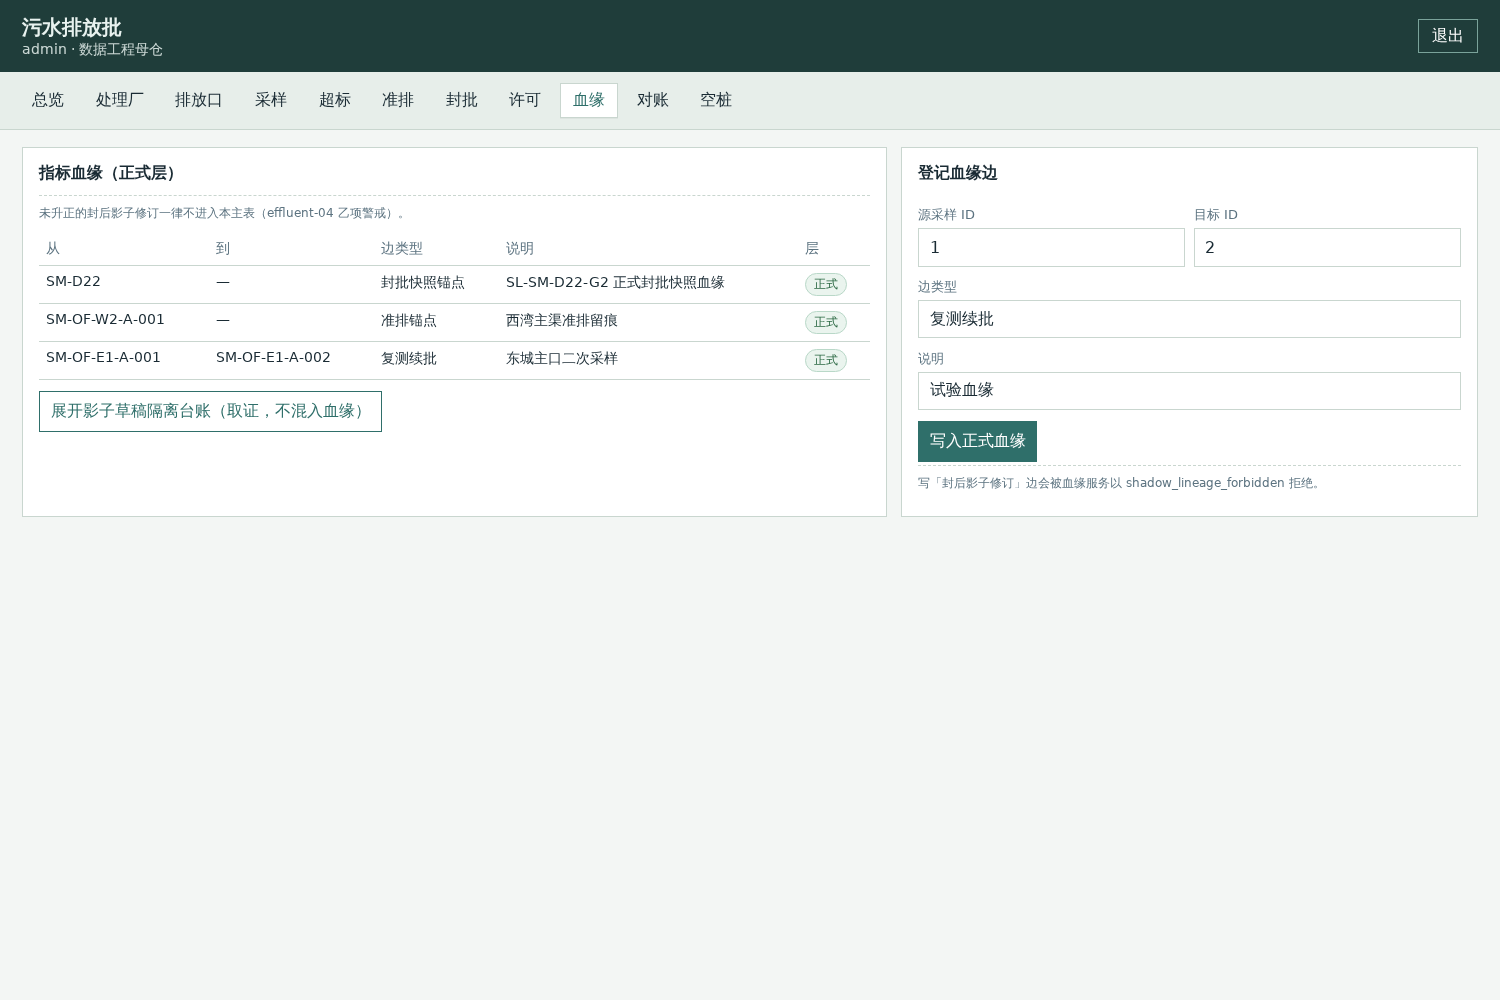 污水排放批
admin · 数据工程母仓
退出
总览 处理厂 排放口 采样 超标 准排 封批 许可 血缘 对账 空桩
指标血缘（正式层）
未升正的封后影子修订一律不进入本主表（effluent-04 乙项警戒）。
从 到 边类型 说明 层
SM-D22 — 封批快照锚点 SL-SM-D22-G2 正式封批快照血缘 正式
SM-OF-W2-A-001 — 准排锚点 西湾主渠准排留痕 正式
SM-OF-E1-A-001 SM-OF-E1-A-002 复测续批 东城主口二次采样 正式
展开影子草稿隔离台账（取证，不混入血缘）
登记血缘边
源采样 ID 目标 ID
1 2
边类型
复测续批
说明
试验血缘
写入正式血缘
写「封后影子修订」边会被血缘服务以 shadow_lineage_forbidden 拒绝。